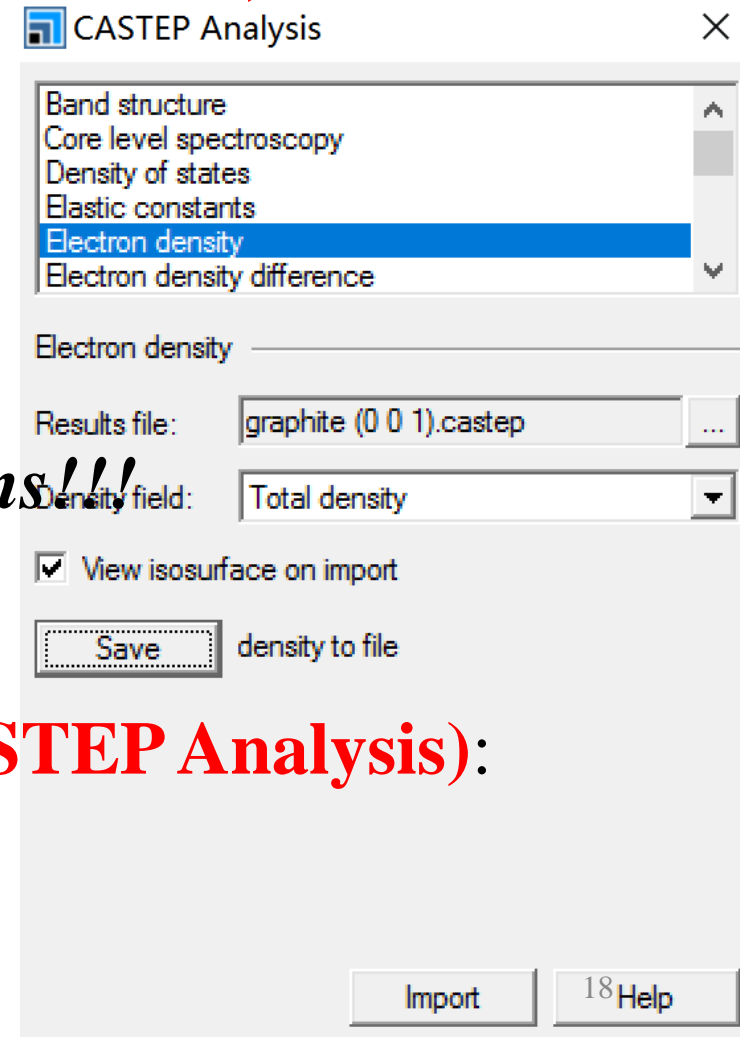 CASTEP Analysis
Band structure
Core level spectroscopy
Density of states
Elastic constants
Electron density
Electron density difference
Electron density
Results file: graphite (0 0 1).castep ...
ns!!!
Density field: Total density
View isosurface on import
Save density to file
STEP Analysis):
Import 18 Help